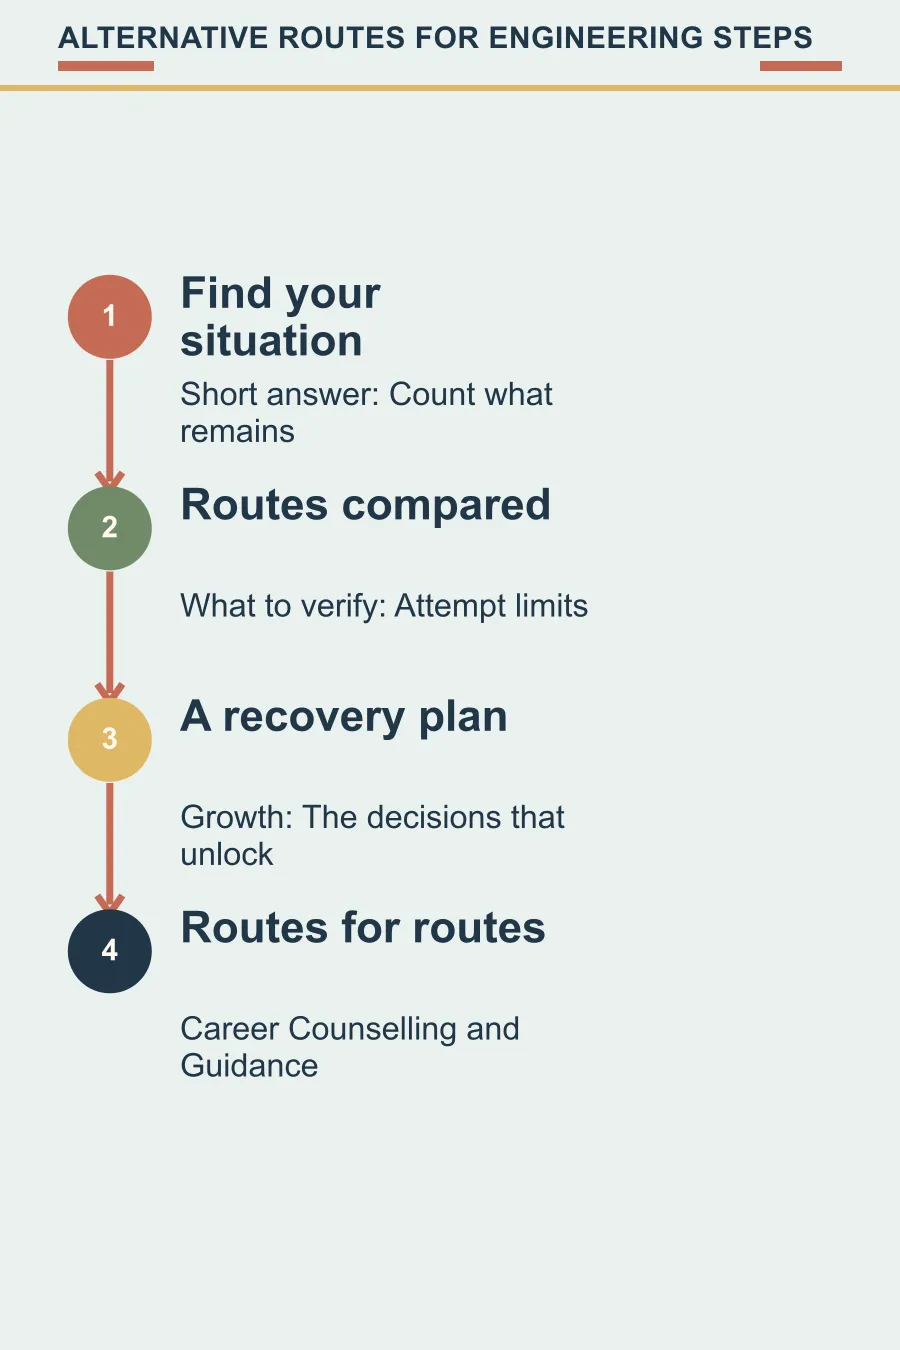 ALTERNATIVE ROUTES FOR ENGINEERING STEPS
1
Find your
situation
Short answer: Count what
remains
2
Routes compared
What to verify: Attempt limits
3
A recovery plan
Growth: The decisions that
unlock
4
Routes for routes
Career Counselling and
Guidance